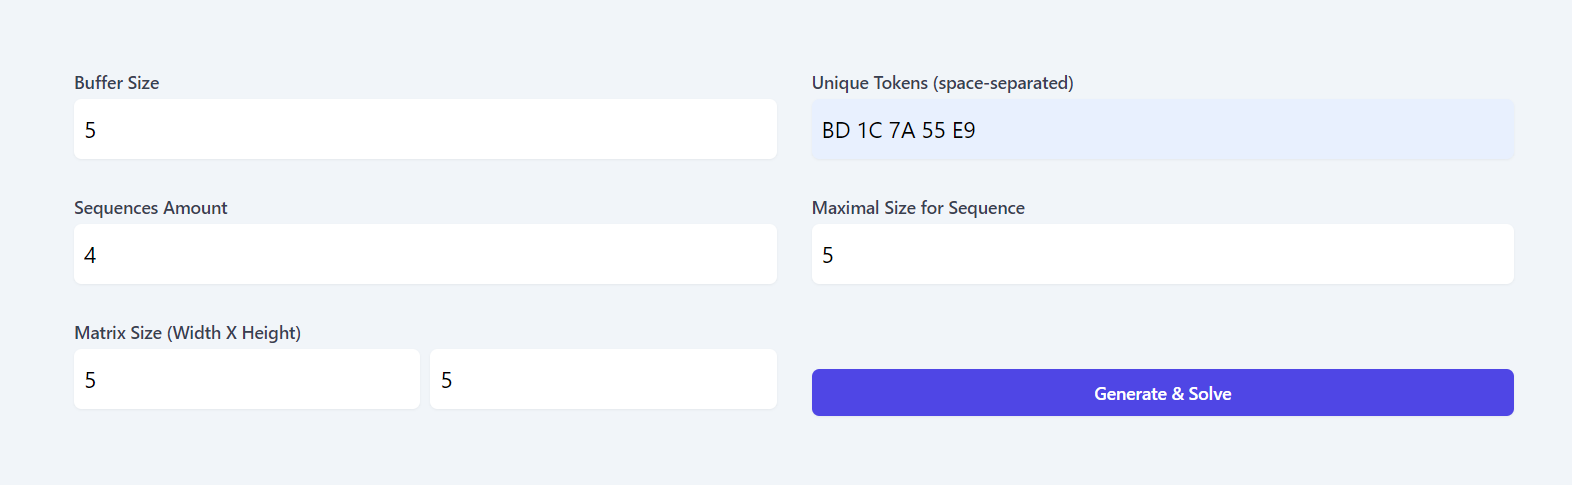 Buffer Size
5
Unique Tokens (space-separated)
BD 1C 7A 55 E9
Sequences Amount
4
Maximal Size for Sequence
5
Matrix Size (Width X Height)
5
5
Generate & Solve